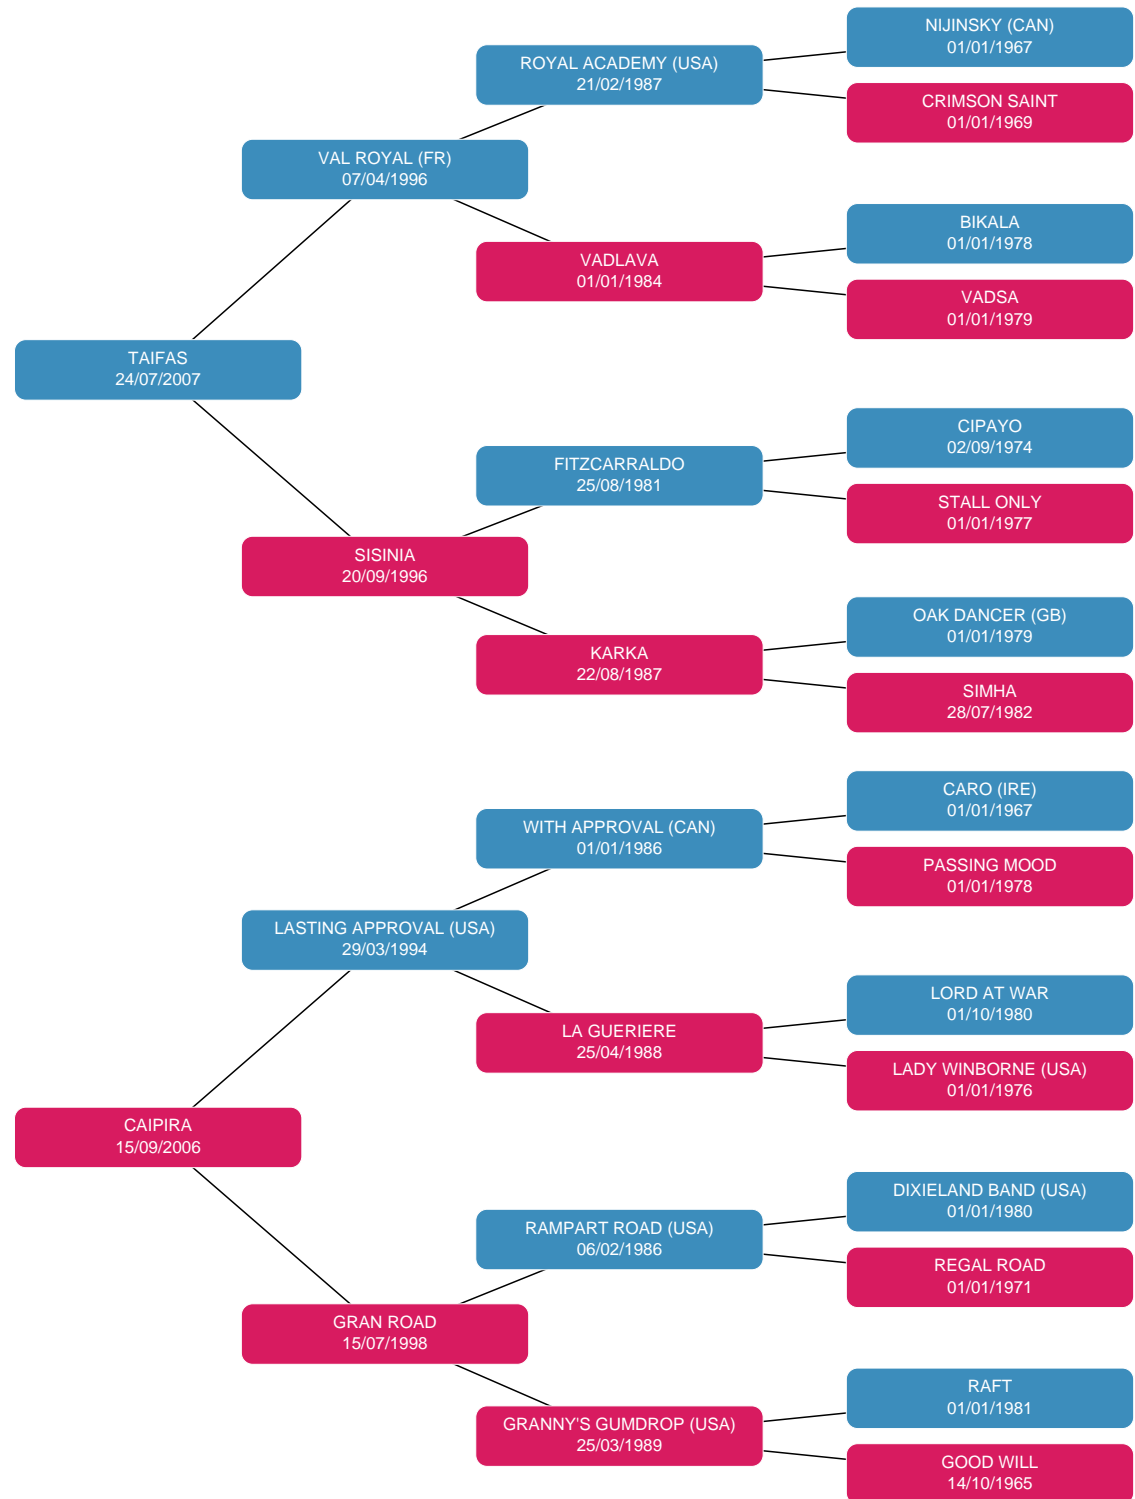 NIJINSKY (CAN)
01/01/1967
ROYAL ACADEMY (USA)
21/02/1987
CRIMSON SAINT
01/01/1969
VAL ROYAL (FR)
07/04/1996
BIKALA
01/01/1978
VADLAVA
01/01/1984
VADSA
01/01/1979
TAIFAS
24/07/2007
CIPAYO
02/09/1974
FITZCARRALDO
25/08/1981
STALL ONLY
01/01/1977
SISINIA
20/09/1996
OAK DANCER (GB)
01/01/1979
KARKA
22/08/1987
SIMHA
28/07/1982
CARO (IRE)
01/01/1967
WITH APPROVAL (CAN)
01/01/1986
PASSING MOOD
01/01/1978
LASTING APPROVAL (USA)
29/03/1994
LORD AT WAR
01/10/1980
LA GUERIERE
25/04/1988
LADY WINBORNE (USA)
01/01/1976
CAIPIRA
15/09/2006
DIXIELAND BAND (USA)
01/01/1980
RAMPART ROAD (USA)
06/02/1986
REGAL ROAD
01/01/1971
GRAN ROAD
15/07/1998
RAFT
01/01/1981
GRANNY'S GUMDROP (USA)
25/03/1989
GOOD WILL
14/10/1965